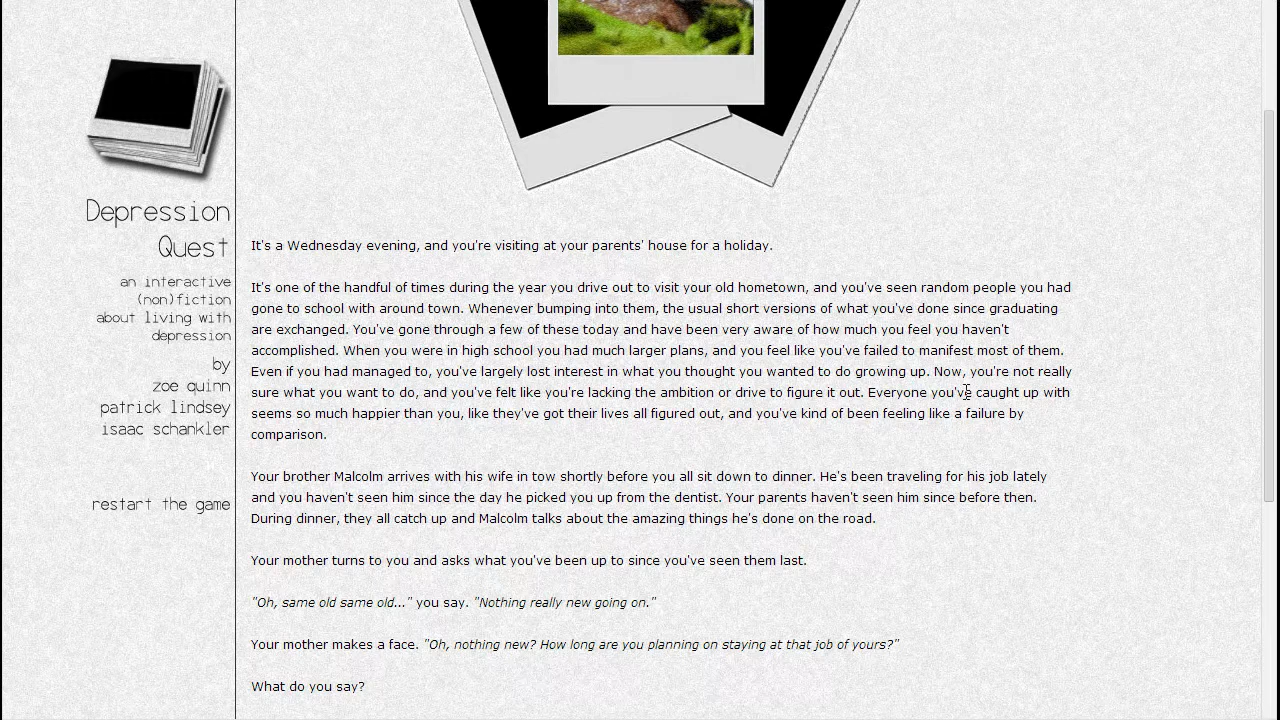 Depression
Quest
an interactive
(non)fiction
about living with
depression
by
zoe quinn
patrick lindsey
isaac schankler
restart the game
It's a Wednesday evening, and you're visiting at your parents' house for a holiday.
It's one of the handful of times during the year you drive out to visit your old hometown, and you've seen random people you had
gone to school with around town. Whenever bumping into them, the usual short versions of what you've done since graduating
are exchanged. You've gone through a few of these today and have been very aware of how much you feel you haven't
accomplished. When you were in high school you had much larger plans, and you feel like you've failed to manifest most of them.
Even if you had managed to, you've largely lost interest in what you thought you wanted to do growing up. Now, you're not really
sure what you want to do, and you've felt like you're lacking the ambition or drive to figure it out. Everyone you've caught up with
seems so much happier than you, like they've got their lives all figured out, and you've kind of been feeling like a failure by
comparison.
Your brother Malcolm arrives with his wife in tow shortly before you all sit down to dinner. He's been traveling for his job lately
and you haven't seen him since the day he picked you up from the dentist. Your parents haven't seen him since before then.
During dinner, they all catch up and Malcolm talks about the amazing things he's done on the road.
Your mother turns to you and asks what you've been up to since you've seen them last.
"Oh, same old same old..." you say. "Nothing really new going on."
Your mother makes a face. "Oh, nothing new? How long are you planning on staying at that job of yours?"
What do you say?